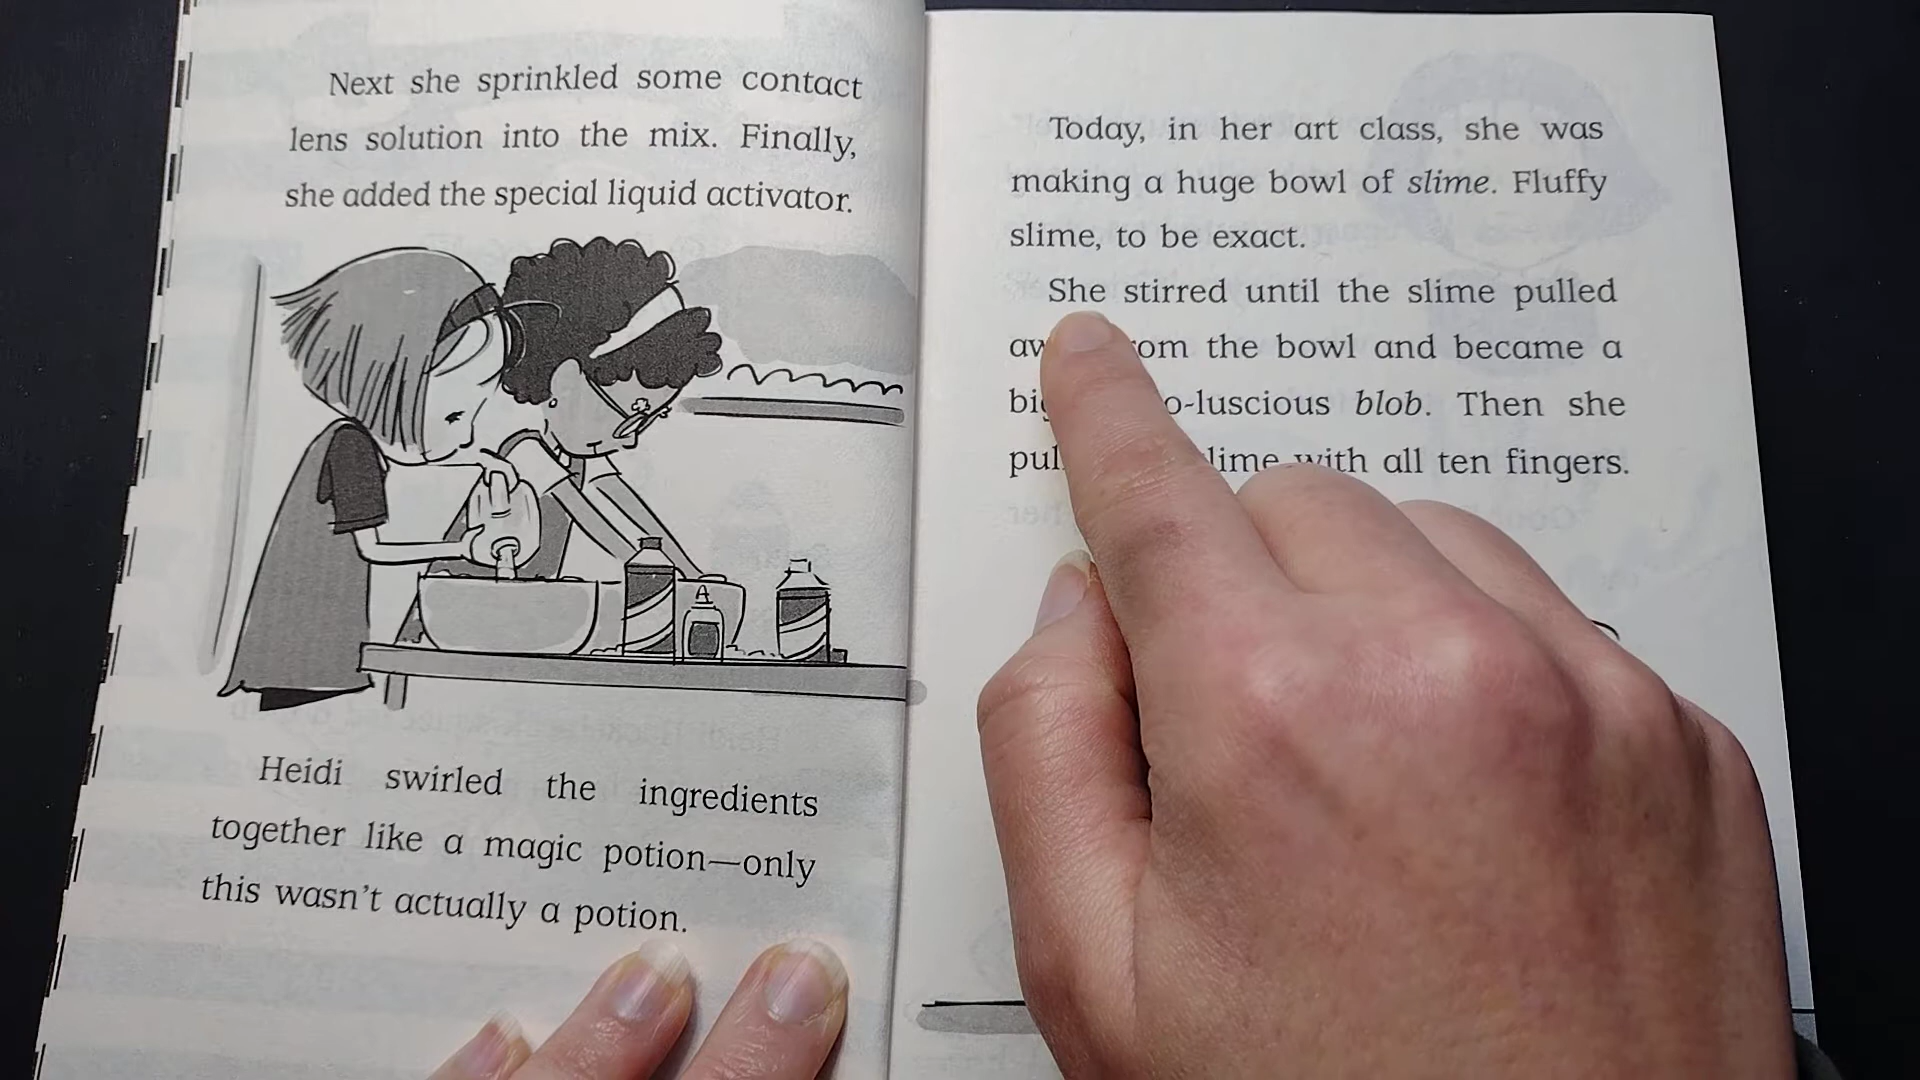 Next she sprinkled some contact
lens solution into the mix. Finally,
she added the special liquid activator.
A
Heidi swirled the ingredients
together like a magic potion—only
this wasn't actually a potion.
Today, in her art class, she was
making a huge bowl of slime. Fluffy
slime, to be exact.
She stirred until the slime pulled
the bowl and became a
blob. Then she
with all ten fingers.